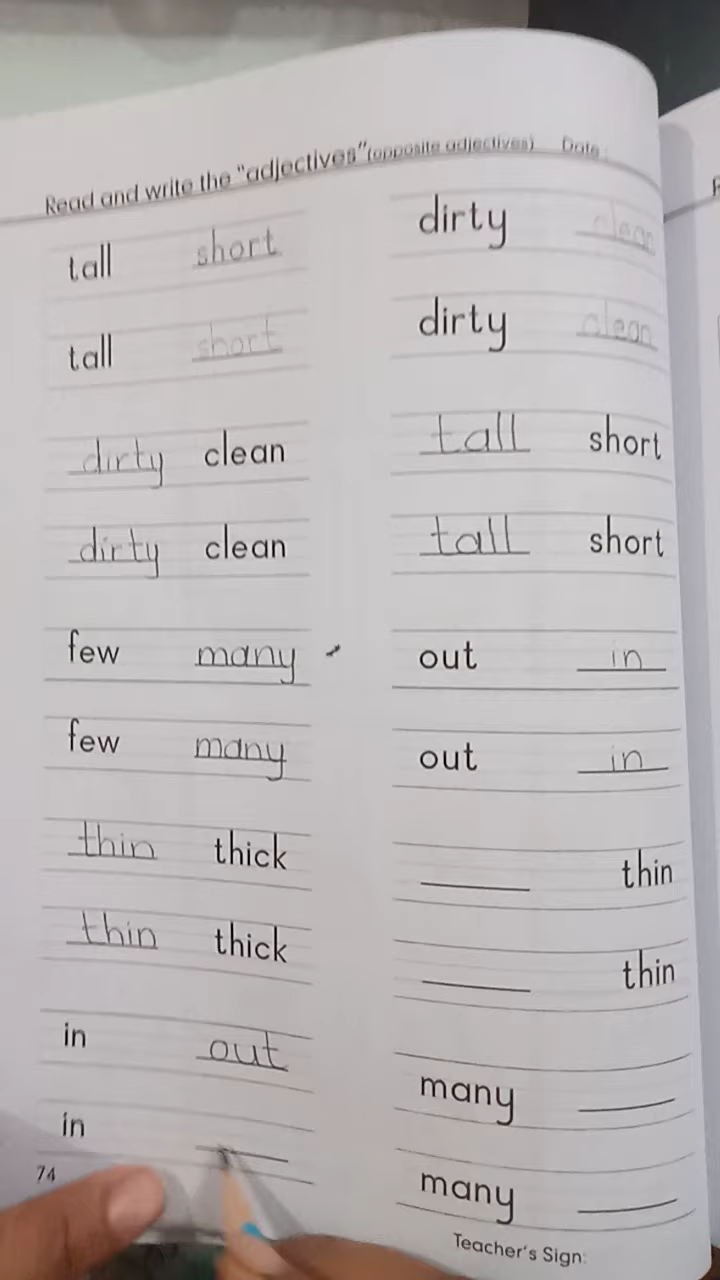 Read and write the "adjectives" (opposite adjectives) Date :
tall short
tall short
dirty clean
dirty clean
few many
few many
thin thick
thin thick
in out
in
74
dirty clean
dirty clean
tall short
tall short
out in
out in
thin
thin
many
many
Teacher's Sign: